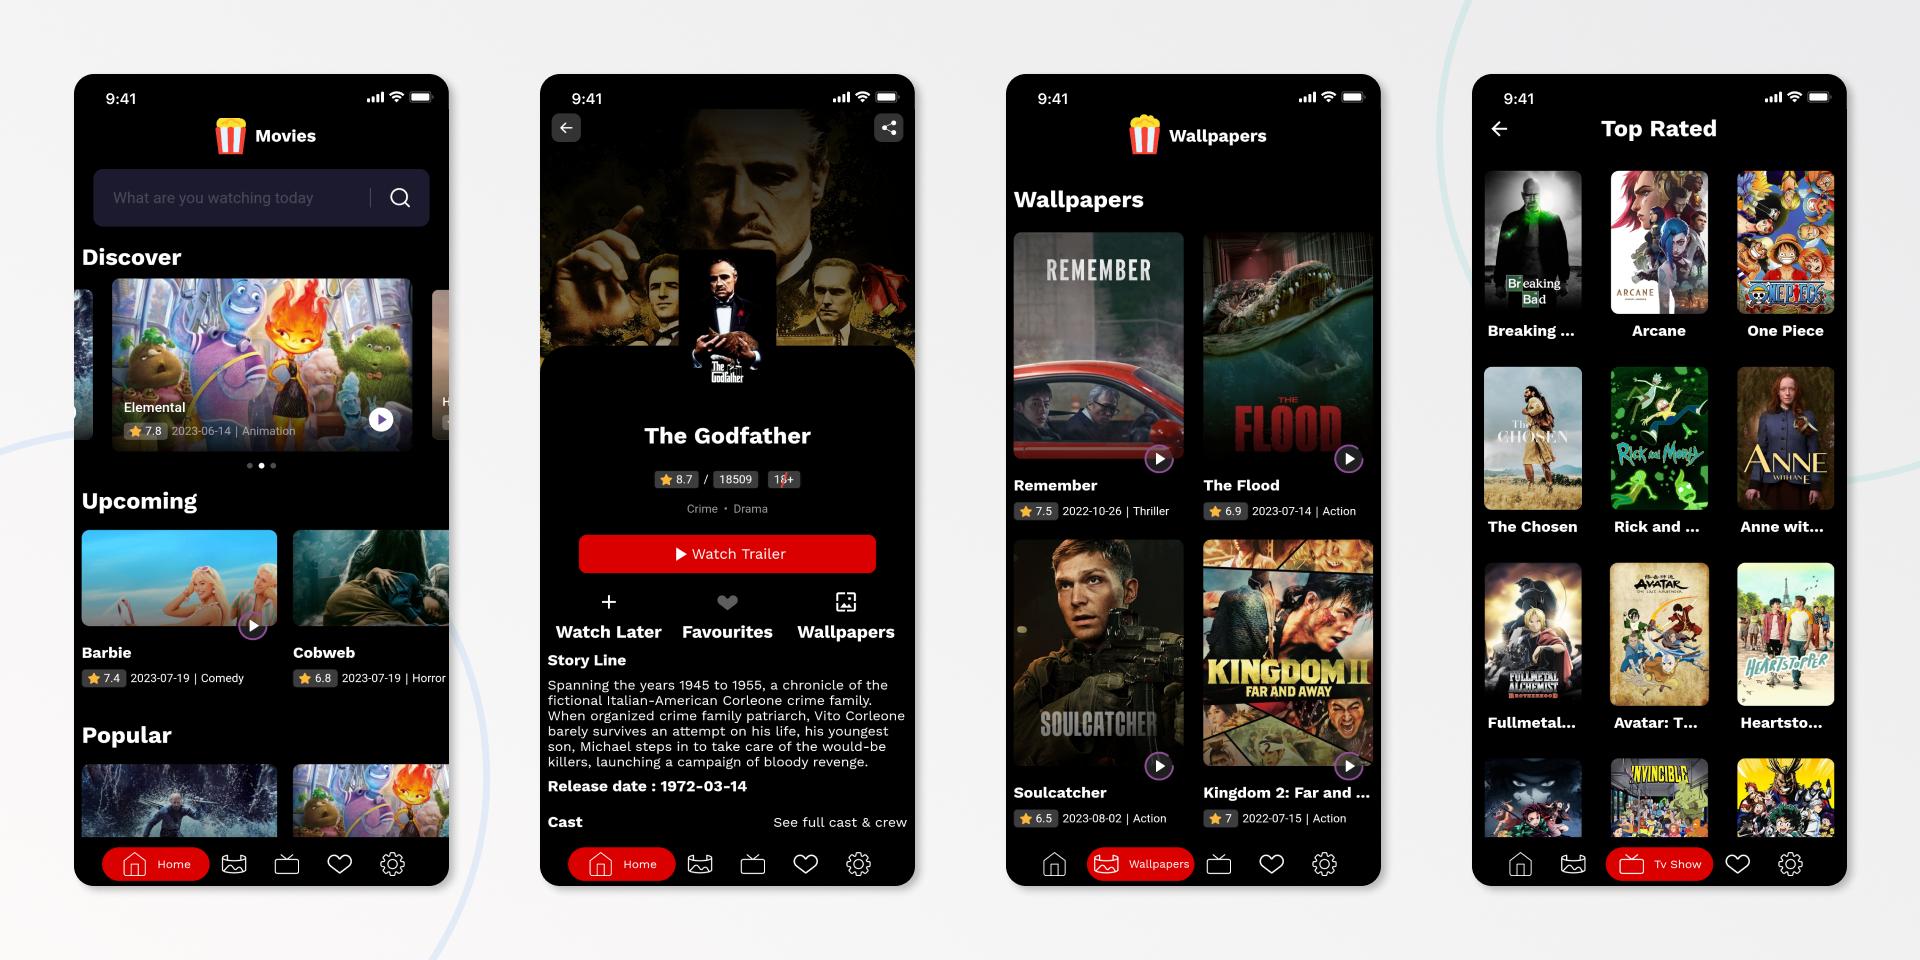 9:41
Movies
What are you watching today
Discover
Elemental
7.8 2023-06-14 | Animation
H
Upcoming
Barbie
7.4 2023-07-19 | Comedy
Cobweb
6.8 2023-07-19 | Horror
Popular
Home
9:41
The
Godfather
The Godfather
8.7 / 18509 18+
Crime • Drama
Watch Trailer
Watch Later Favourites Wallpapers
Story Line
Spanning the years 1945 to 1955, a chronicle of the
fictional Italian-American Corleone crime family.
When organized crime family patriarch, Vito Corleone
barely survives an attempt on his life, his youngest
son, Michael steps in to take care of the would-be
killers, launching a campaign of bloody revenge.
Release date : 1972-03-14
Cast See full cast & crew
Home
9:41
Wallpapers
Wallpapers
REMEMBER
THE
FLOOD
Remember
7.5 2022-10-26 | Thriller
The Flood
6.9 2023-07-14 | Action
SOULCATCHER
KINGDOM II
FAR AND AWAY
Soulcatcher
6.5 2023-08-02 | Action
Kingdom 2: Far and ...
7 2022-07-15 | Action
Wallpapers
9:41
Top Rated
Breaking
Bad
ARCANE
ONE PIECE
Breaking ...
Arcane
One Piece
The
CHOSEN
Rick and Morty
ANNE
WITH AN E
The Chosen
Rick and ...
Anne wit...
FULLMETAL
ALCHEMIST
BROTHERHOOD
AVATAR
THE LAST AIRBENDER
HEARTSTOPPER
Fullmetal...
Avatar: T...
Heartsto...
INVINCIBLE
Tv Show